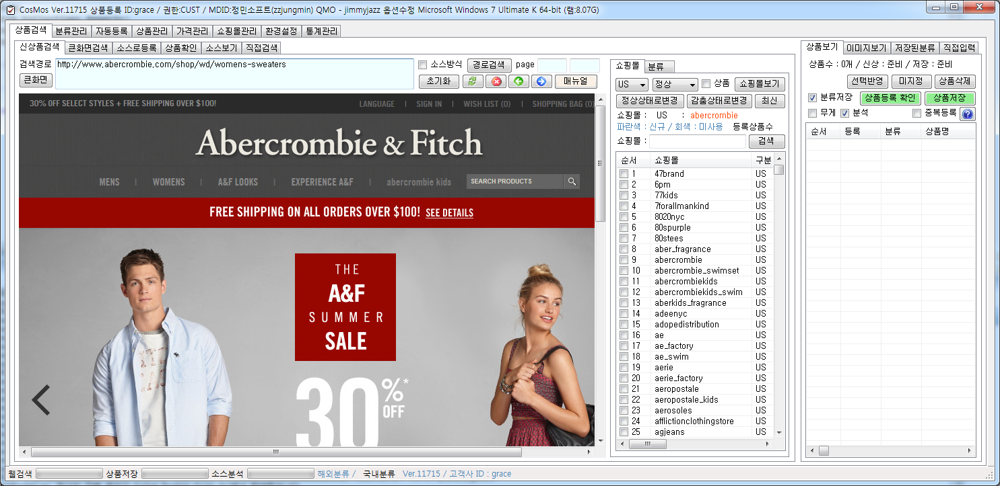 CosMos Ver.11715 상품등록 ID:grace / 권한:CUST / MDID:정민소프트(zzjungmin) QMO - jimmyjazz 옵션수정 Microsoft Windows 7 Ultimate K 64-bit (램:8.07G)
상품검색 분류관리 자동등록 상품관리 가격관리 쇼핑몰관리 환경설정 통계관리
신상품검색 큰화면검색 소스로등록 상품확인 소스보기 직접검색
검색경로 http://www.abercrombie.com/shop/wd/womens-sweaters 소스방식 경로검색 page
큰화면 초기화 매뉴얼
30% OFF SELECT STYLES + FREE SHIPPING OVER $100! LANGUAGE | SIGN IN | WISH LIST (0) | SHOPPING BAG (0)
Abercrombie & Fitch
MENS | WOMENS | A&F LOOKS | EXPERIENCE A&F | abercrombie kids SEARCH PRODUCTS
FREE SHIPPING ON ALL ORDERS OVER $100! SEE DETAILS
THE
A&F
SUMMER
SALE
30%*
OFF
쇼핑몰 분류
US 정상 상품 쇼핑몰보기
정상상태로변경 감춤상태로변경 최신
쇼핑몰 : US : abercrombie
파란색 : 신규 / 회색 : 미사용 등록상품수
쇼핑몰 : 검색
순서 쇼핑몰 구분
1 47brand US
2 6pm US
3 77kids US
4 7forallmankind US
5 8020nyc US
6 80spurple US
7 80stees US
8 aber_fragrance US
9 abercrombie US
10 abercrombie_swimset US
11 abercrombiekids US
12 abercrombiekids_swim US
13 aberkids_fragrance US
14 adeenyc US
15 adopedistribution US
16 ae US
17 ae_factory US
18 ae_swim US
19 aerie US
20 aerie_factory US
21 aeropostale US
22 aeropostale_kids US
23 aerosoles US
24 afflictionclothingstore US
25 agjeans US
상품보기 이미지보기 저장된분류 직접입력
상품수 : 0개 / 신상 : 준비 / 저장 : 준비
선택반영 미지정 상품삭제
분류저장 상품등록 확인 상품저장
무게 분석 중복등록 ?
순서 등록 분류 상품명
웹검색 상품저장 소스분석 해외분류 / 국내분류 Ver.11715 / 고객사 ID : grace